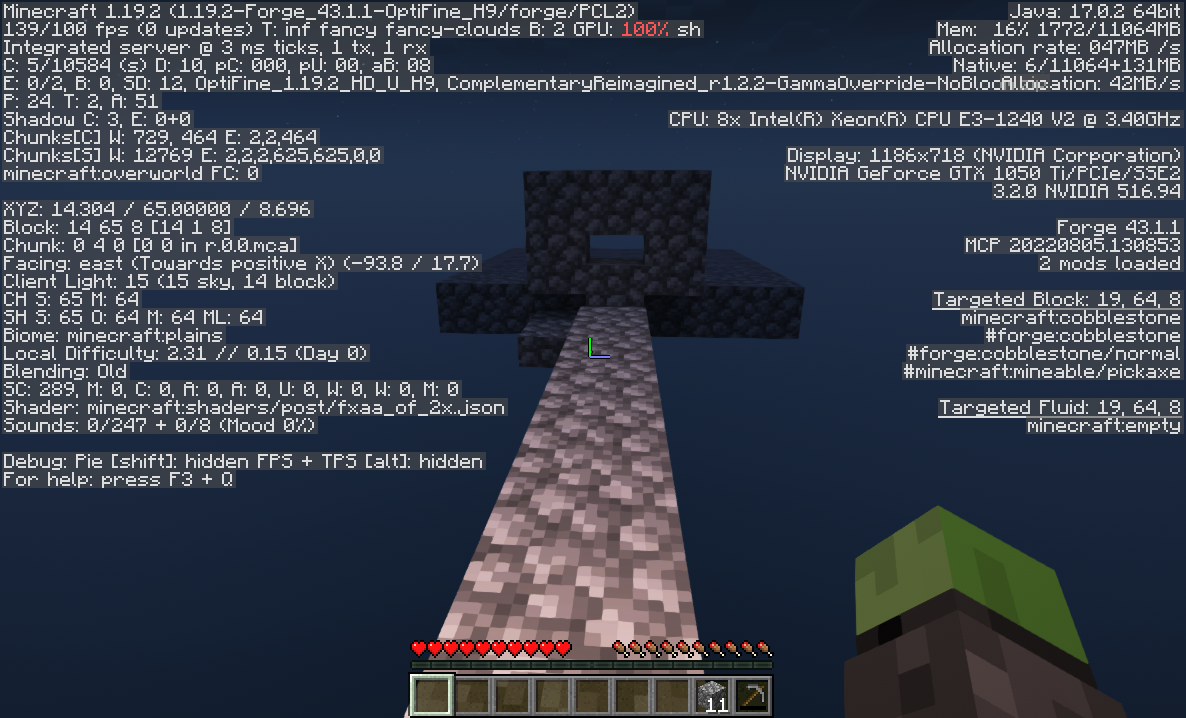 Minecraft 1.19.2 (1.19.2-Forge_43.1.1-OptiFine_H9/forge/PCL2)
139/100 fps (0 updates) T: inf fancy fancy-clouds B: 2 GPU: 100% sh
Integrated server @ 3 ms ticks, 1 tx, 1 rx
C: 5/10584 (s) D: 10, pC: 000, pU: 00, aB: 08
E: 0/2, B: 0, SD: 12, OptiFine_1.19.2_HD_U_H9, ComplementaryReimagined_r1.2.2-GammaOverride-NoBlock
P: 24. T: 2, A: 51
Shadow C: 3, E: 0+0
Chunks[C] W: 729, 464 E: 2,2,464
Chunks[S] W: 12769 E: 2,2,2,625,625,0,0
minecraft:overworld FC: 0
XYZ: 14.304 / 65.00000 / 8.696
Block: 14 65 8 [14 1 8]
Chunk: 0 4 0 [0 0 in r.0.0.mca]
Facing: east (Towards positive X) (-93.8 / 17.7)
Client Light: 15 (15 sky, 14 block)
CH S: 65 M: 64
SH S: 65 O: 64 M: 64 ML: 64
Biome: minecraft:plains
Local Difficulty: 2.31 // 0.15 (Day 0)
Blending: Old
SC: 289, M: 0, C: 0, A: 0, A: 0, U: 0, W: 0, W: 0, M: 0
Shader: minecraft:shaders/post/fxaa_of_2x.json
Sounds: 0/247 + 0/8 (Mood 0%)
Debug: Pie [shift]: hidden FPS + TPS [alt]: hidden
For help: press F3 + Q
Java: 17.0.2 64bit
Mem: 16% 1772/11064MB
Allocation rate: 047MB /s
Native: 6/11064+131MB
Allocation: 42MB/s
CPU: 8x Intel(R) Xeon(R) CPU E3-1240 V2 @ 3.40GHz
Display: 1186x718 (NVIDIA Corporation)
NVIDIA GeForce GTX 1050 Ti/PCIe/SSE2
3.2.0 NVIDIA 516.94
Forge 43.1.1
MCP 20220805.130853
2 mods loaded
Targeted Block: 19, 64, 8
minecraft:cobblestone
#forge:cobblestone
#forge:cobblestone/normal
#minecraft:mineable/pickaxe
Targeted Fluid: 19, 64, 8
minecraft:empty
11